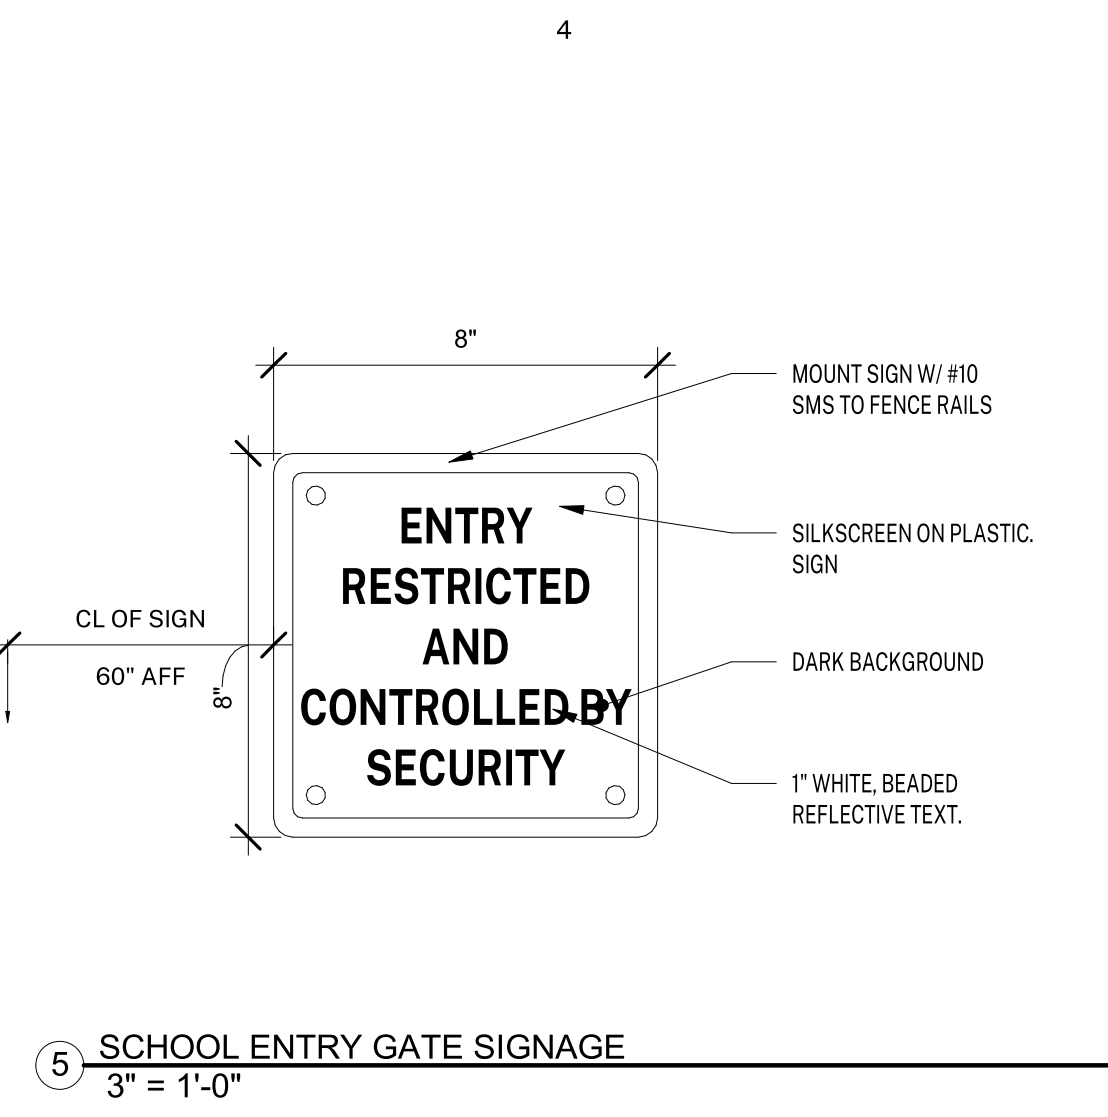 4
8"
MOUNT SIGN W/ #10
SMS TO FENCE RAILS
ENTRY
RESTRICTED
AND
CONTROLLED BY
SECURITY
SILKSCREEN ON PLASTIC.
SIGN
CL OF SIGN
60" AFF
8"
DARK BACKGROUND
1" WHITE, BEADED
REFLECTIVE TEXT.
5
SCHOOL ENTRY GATE SIGNAGE
3" = 1'-0"